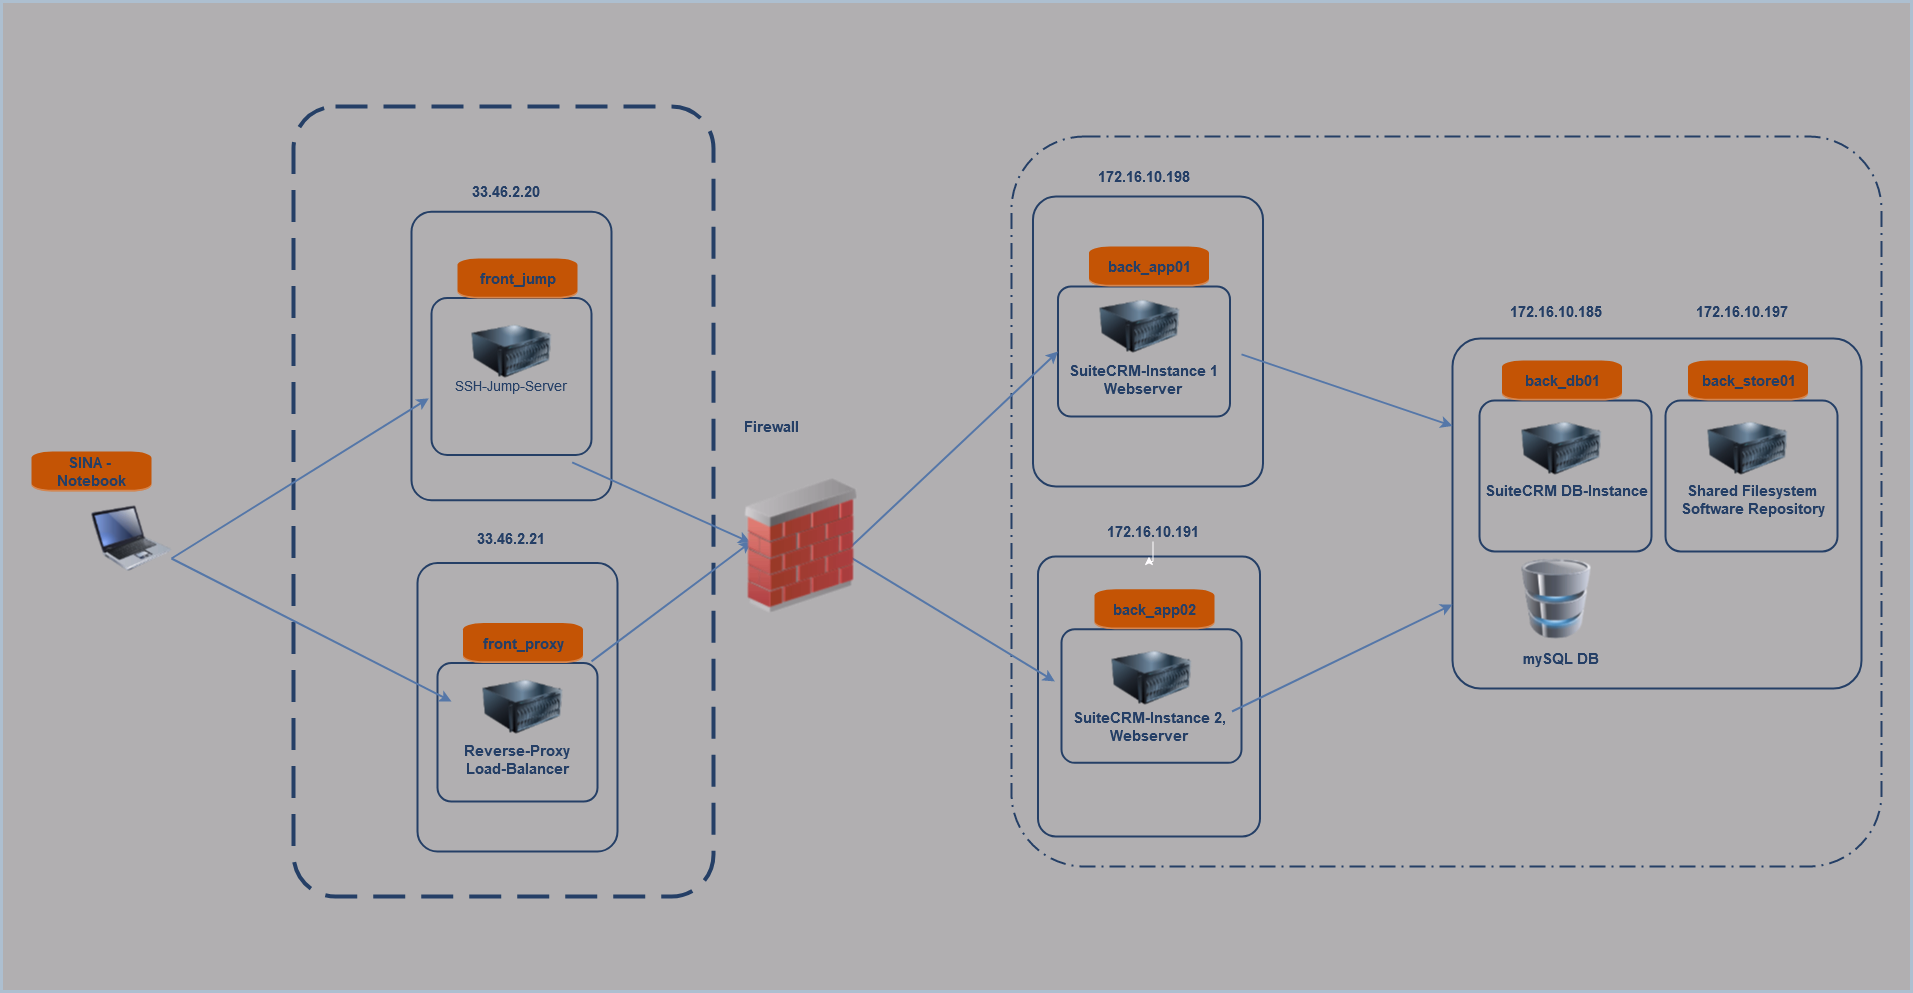 SINA -
Notebook
33.46.2.20
front_jump
SSH-Jump-Server
33.46.2.21
front_proxy
Reverse-Proxy
Load-Balancer
Firewall
172.16.10.198
back_app01
SuiteCRM-Instance 1
Webserver
172.16.10.191
back_app02
SuiteCRM-Instance 2,
Webserver
172.16.10.185
back_db01
SuiteCRM DB-Instance
mySQL DB
172.16.10.197
back_store01
Shared Filesystem
Software Repository